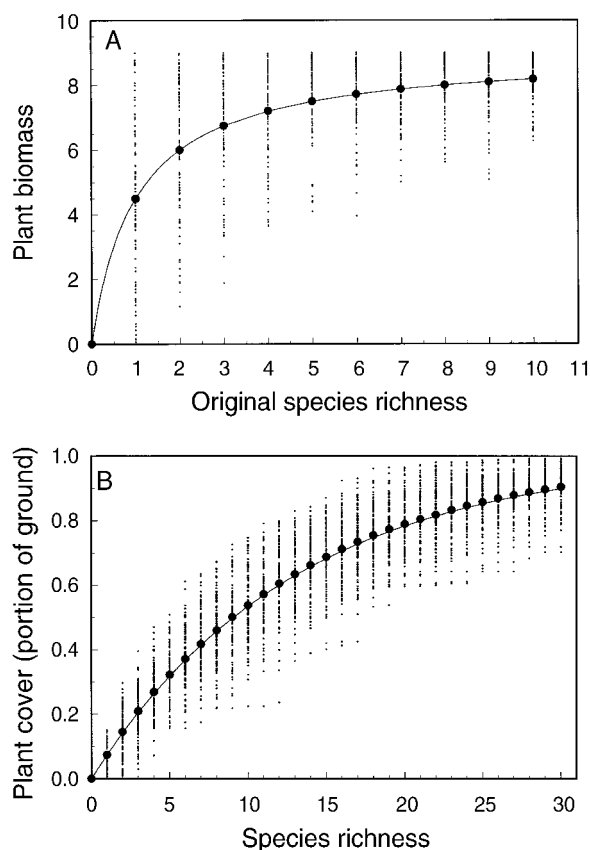 A
Plant biomass
10
8
6
4
2
0
0 1 2 3 4 5 6 7 8 9 10 11
Original species richness
B
Plant cover (portion of ground)
1.0
0.8
0.6
0.4
0.2
0.0
0 5 10 15 20 25 30
Species richness